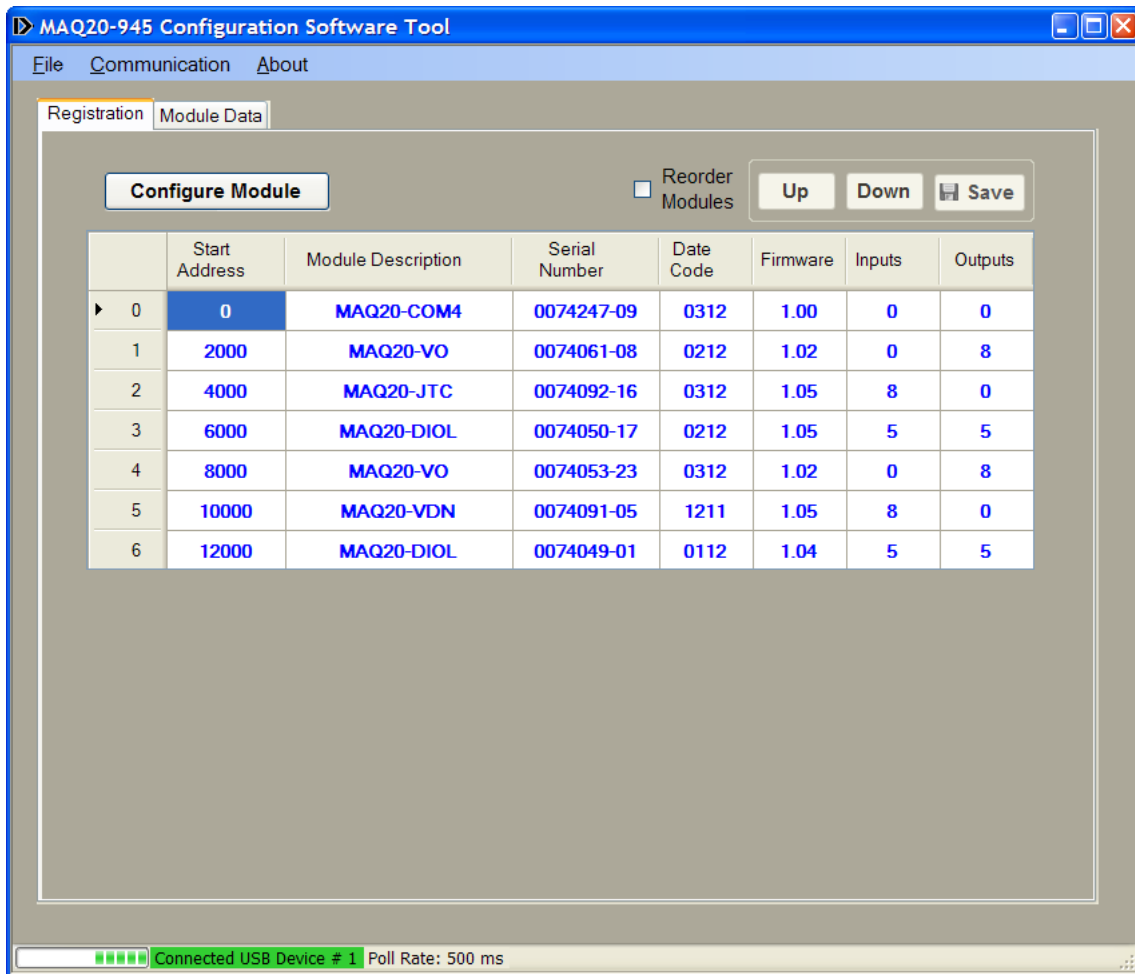 MAQ20-945 Configuration Software Tool
File Communication About
Registration Module Data
Configure Module
Reorder Modules
Up Down Save
Start Address Module Description Serial Number Date Code Firmware Inputs Outputs
0 0 MAQ20-COM4 0074247-09 0312 1.00 0 0
1 2000 MAQ20-VO 0074061-08 0212 1.02 0 8
2 4000 MAQ20-JTC 0074092-16 0312 1.05 8 0
3 6000 MAQ20-DIOL 0074050-17 0212 1.05 5 5
4 8000 MAQ20-VO 0074053-23 0312 1.02 0 8
5 10000 MAQ20-VDN 0074091-05 1211 1.05 8 0
6 12000 MAQ20-DIOL 0074049-01 0112 1.04 5 5
Connected USB Device # 1 Poll Rate: 500 ms